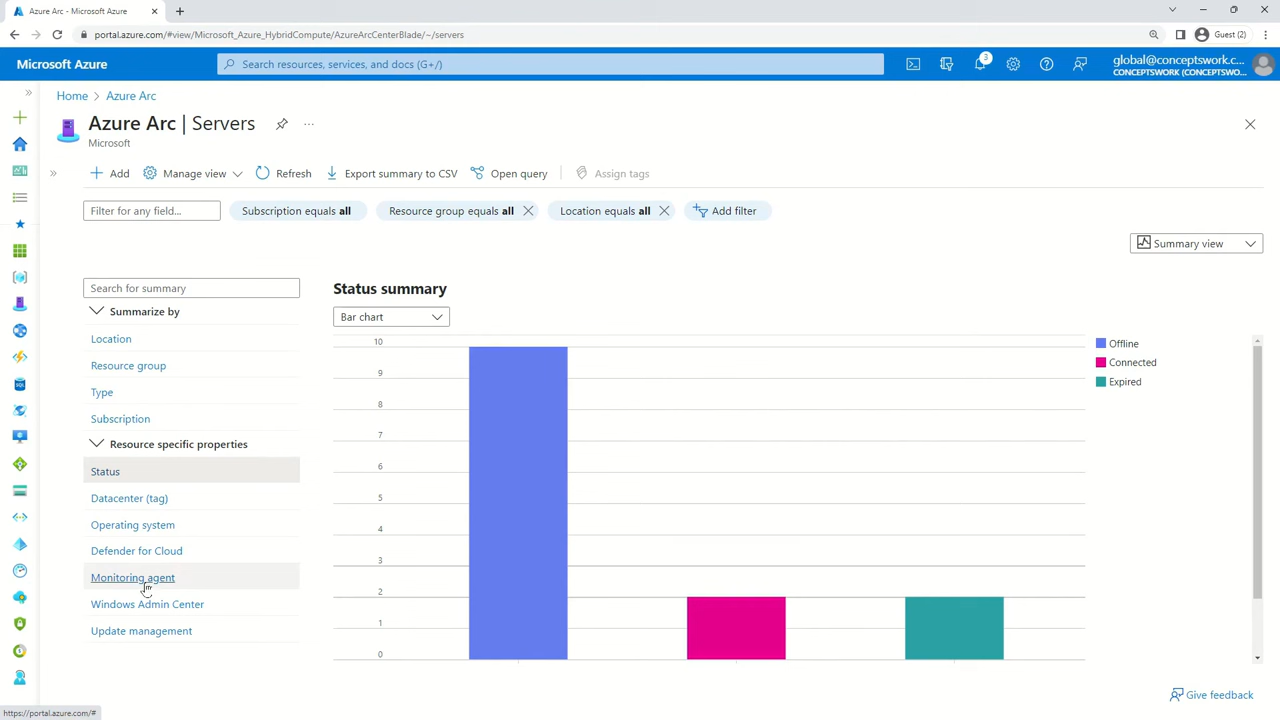 Azure Arc - Microsoft Azure
portal.azure.com/#view/Microsoft_Azure_HybridCompute/AzureArcCenterBlade/~/servers
Guest (2)
Microsoft Azure
Search resources, services, and docs (G+/)
3
global@conceptswork.c...
CONCEPTSWORK (CONCEPTSWO...
Home > Azure Arc
Azure Arc | Servers
Microsoft
Add
Manage view
Refresh
Export summary to CSV
Open query
Assign tags
Filter for any field...
Subscription equals all
Resource group equals all
Location equals all
Add filter
Summary view
Search for summary
Summarize by
Location
Resource group
Type
Subscription
Resource specific properties
Status
Datacenter (tag)
Operating system
Defender for Cloud
Monitoring agent
Windows Admin Center
Update management
Status summary
Bar chart
10
9
8
7
6
5
4
3
2
1
0
Offline
Connected
Expired
Give feedback
https://portal.azure.com/#